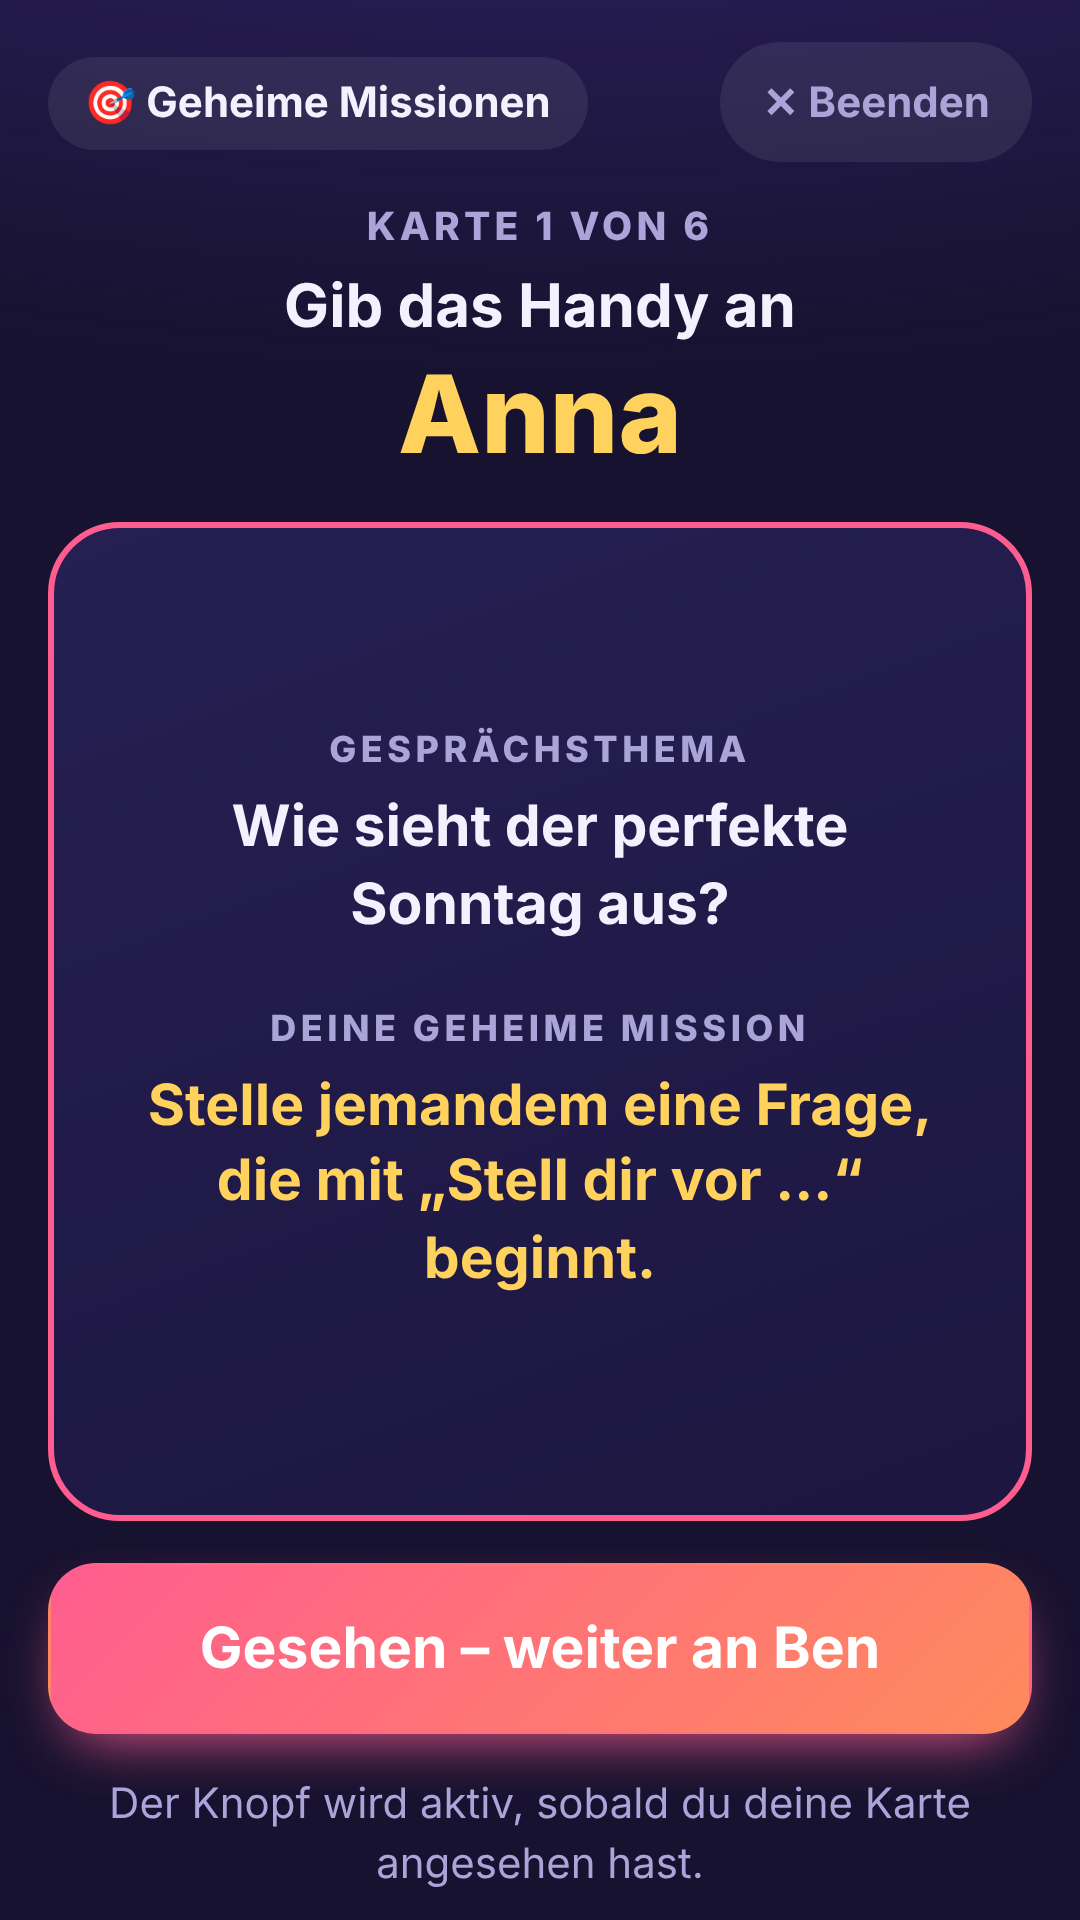 🎯 Geheime Missionen
✕ Beenden
KARTE 1 VON 6
Gib das Handy an
Anna
GESPRÄCHSTHEMA
Wie sieht der perfekte
Sonntag aus?
DEINE GEHEIME MISSION
Stelle jemandem eine Frage,
die mit „Stell dir vor …“
beginnt.
Gesehen – weiter an Ben
Der Knopf wird aktiv, sobald du deine Karte
angesehen hast.